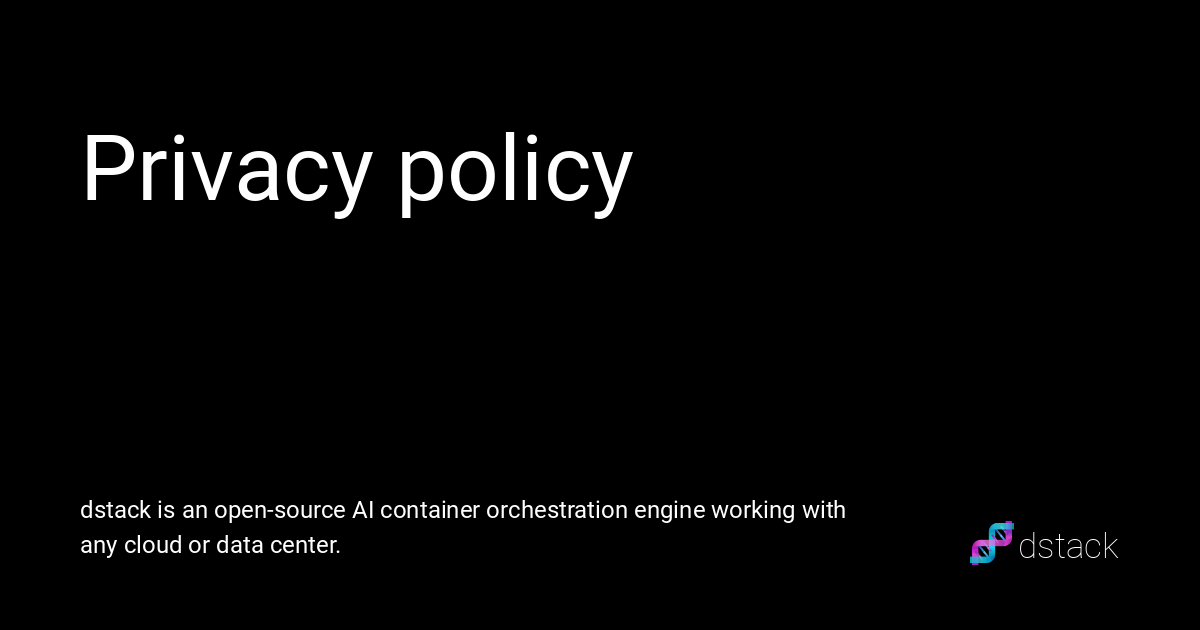 Privacy policy
dstack is an open-source AI container orchestration engine working with
any cloud or data center.
dstack